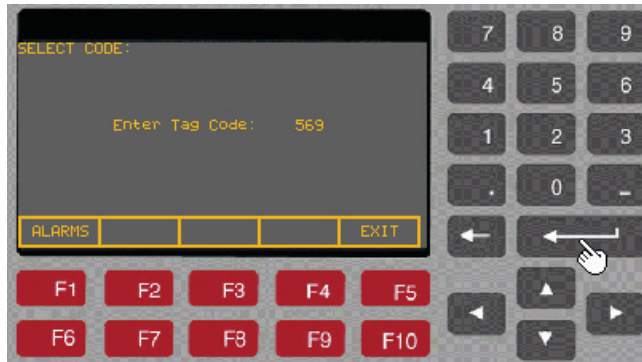 SELECT CODE:
Enter Tag Code: 569
ALARMS EXIT
7 8 9
4 5 6
1 2 3
. 0 -
F1 F2 F3 F4 F5
F6 F7 F8 F9 F10